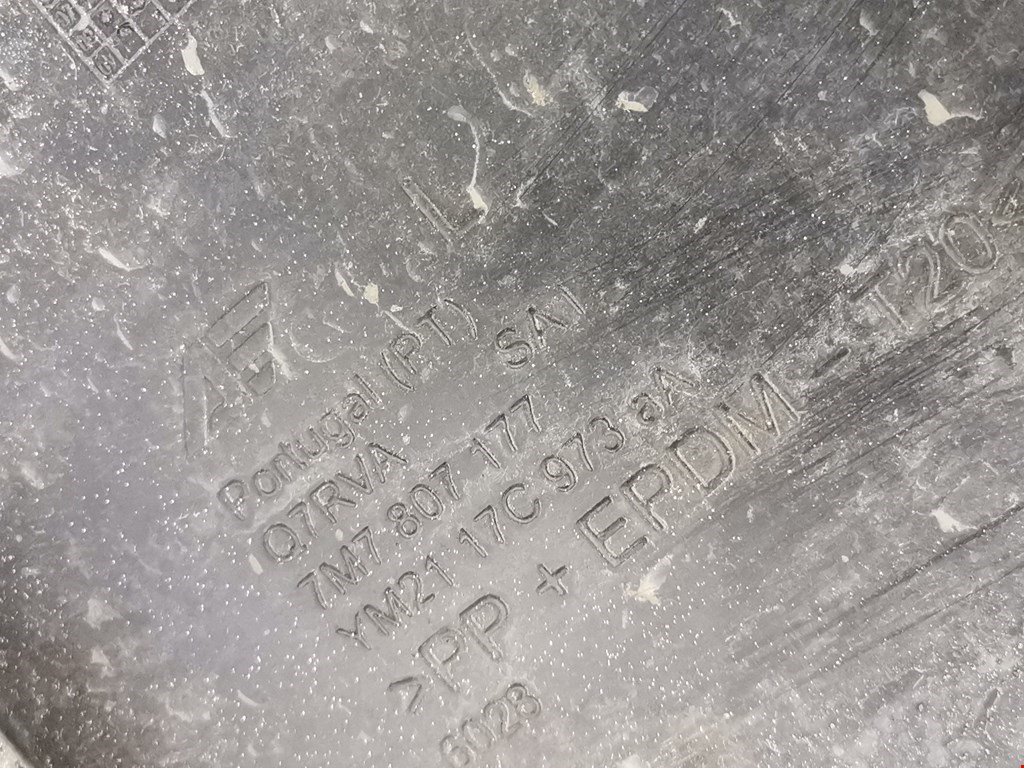 L
Portugal (PT) SAI
Q7RVA
7M7 807 177
YM21 17C 973 aA
>PP + EPDM - T20
6028